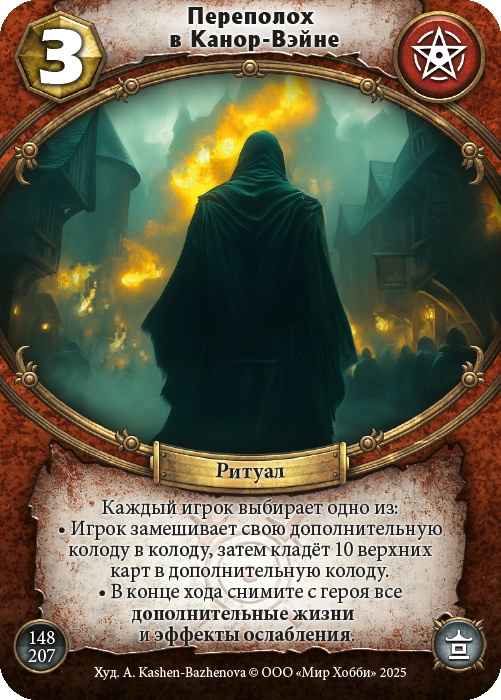 3
Переполох
в Канор-Вэйне
Ритуал
Каждый игрок выбирает одно из:
• Игрок замешивает свою дополнительную
колоду в колоду, затем кладёт 10 верхних
карт в дополнительную колоду.
• В конце хода снимите с героя все
дополнительные жизни
и эффекты ослабления.
148
207
Худ. A. Kashen-Bazhenova © ООО «Мир Хобби» 2025